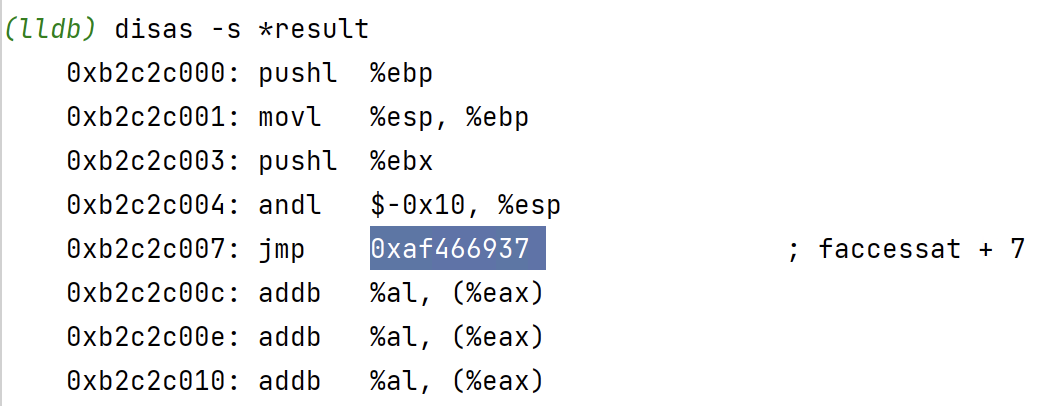 (lldb) disas -s *result
0xb2c2c000: pushl %ebp
0xb2c2c001: movl %esp, %ebp
0xb2c2c003: pushl %ebx
0xb2c2c004: andl $-0x10, %esp
0xb2c2c007: jmp 0xaf466937 ; faccessat + 7
0xb2c2c00c: addb %al, (%eax)
0xb2c2c00e: addb %al, (%eax)
0xb2c2c010: addb %al, (%eax)